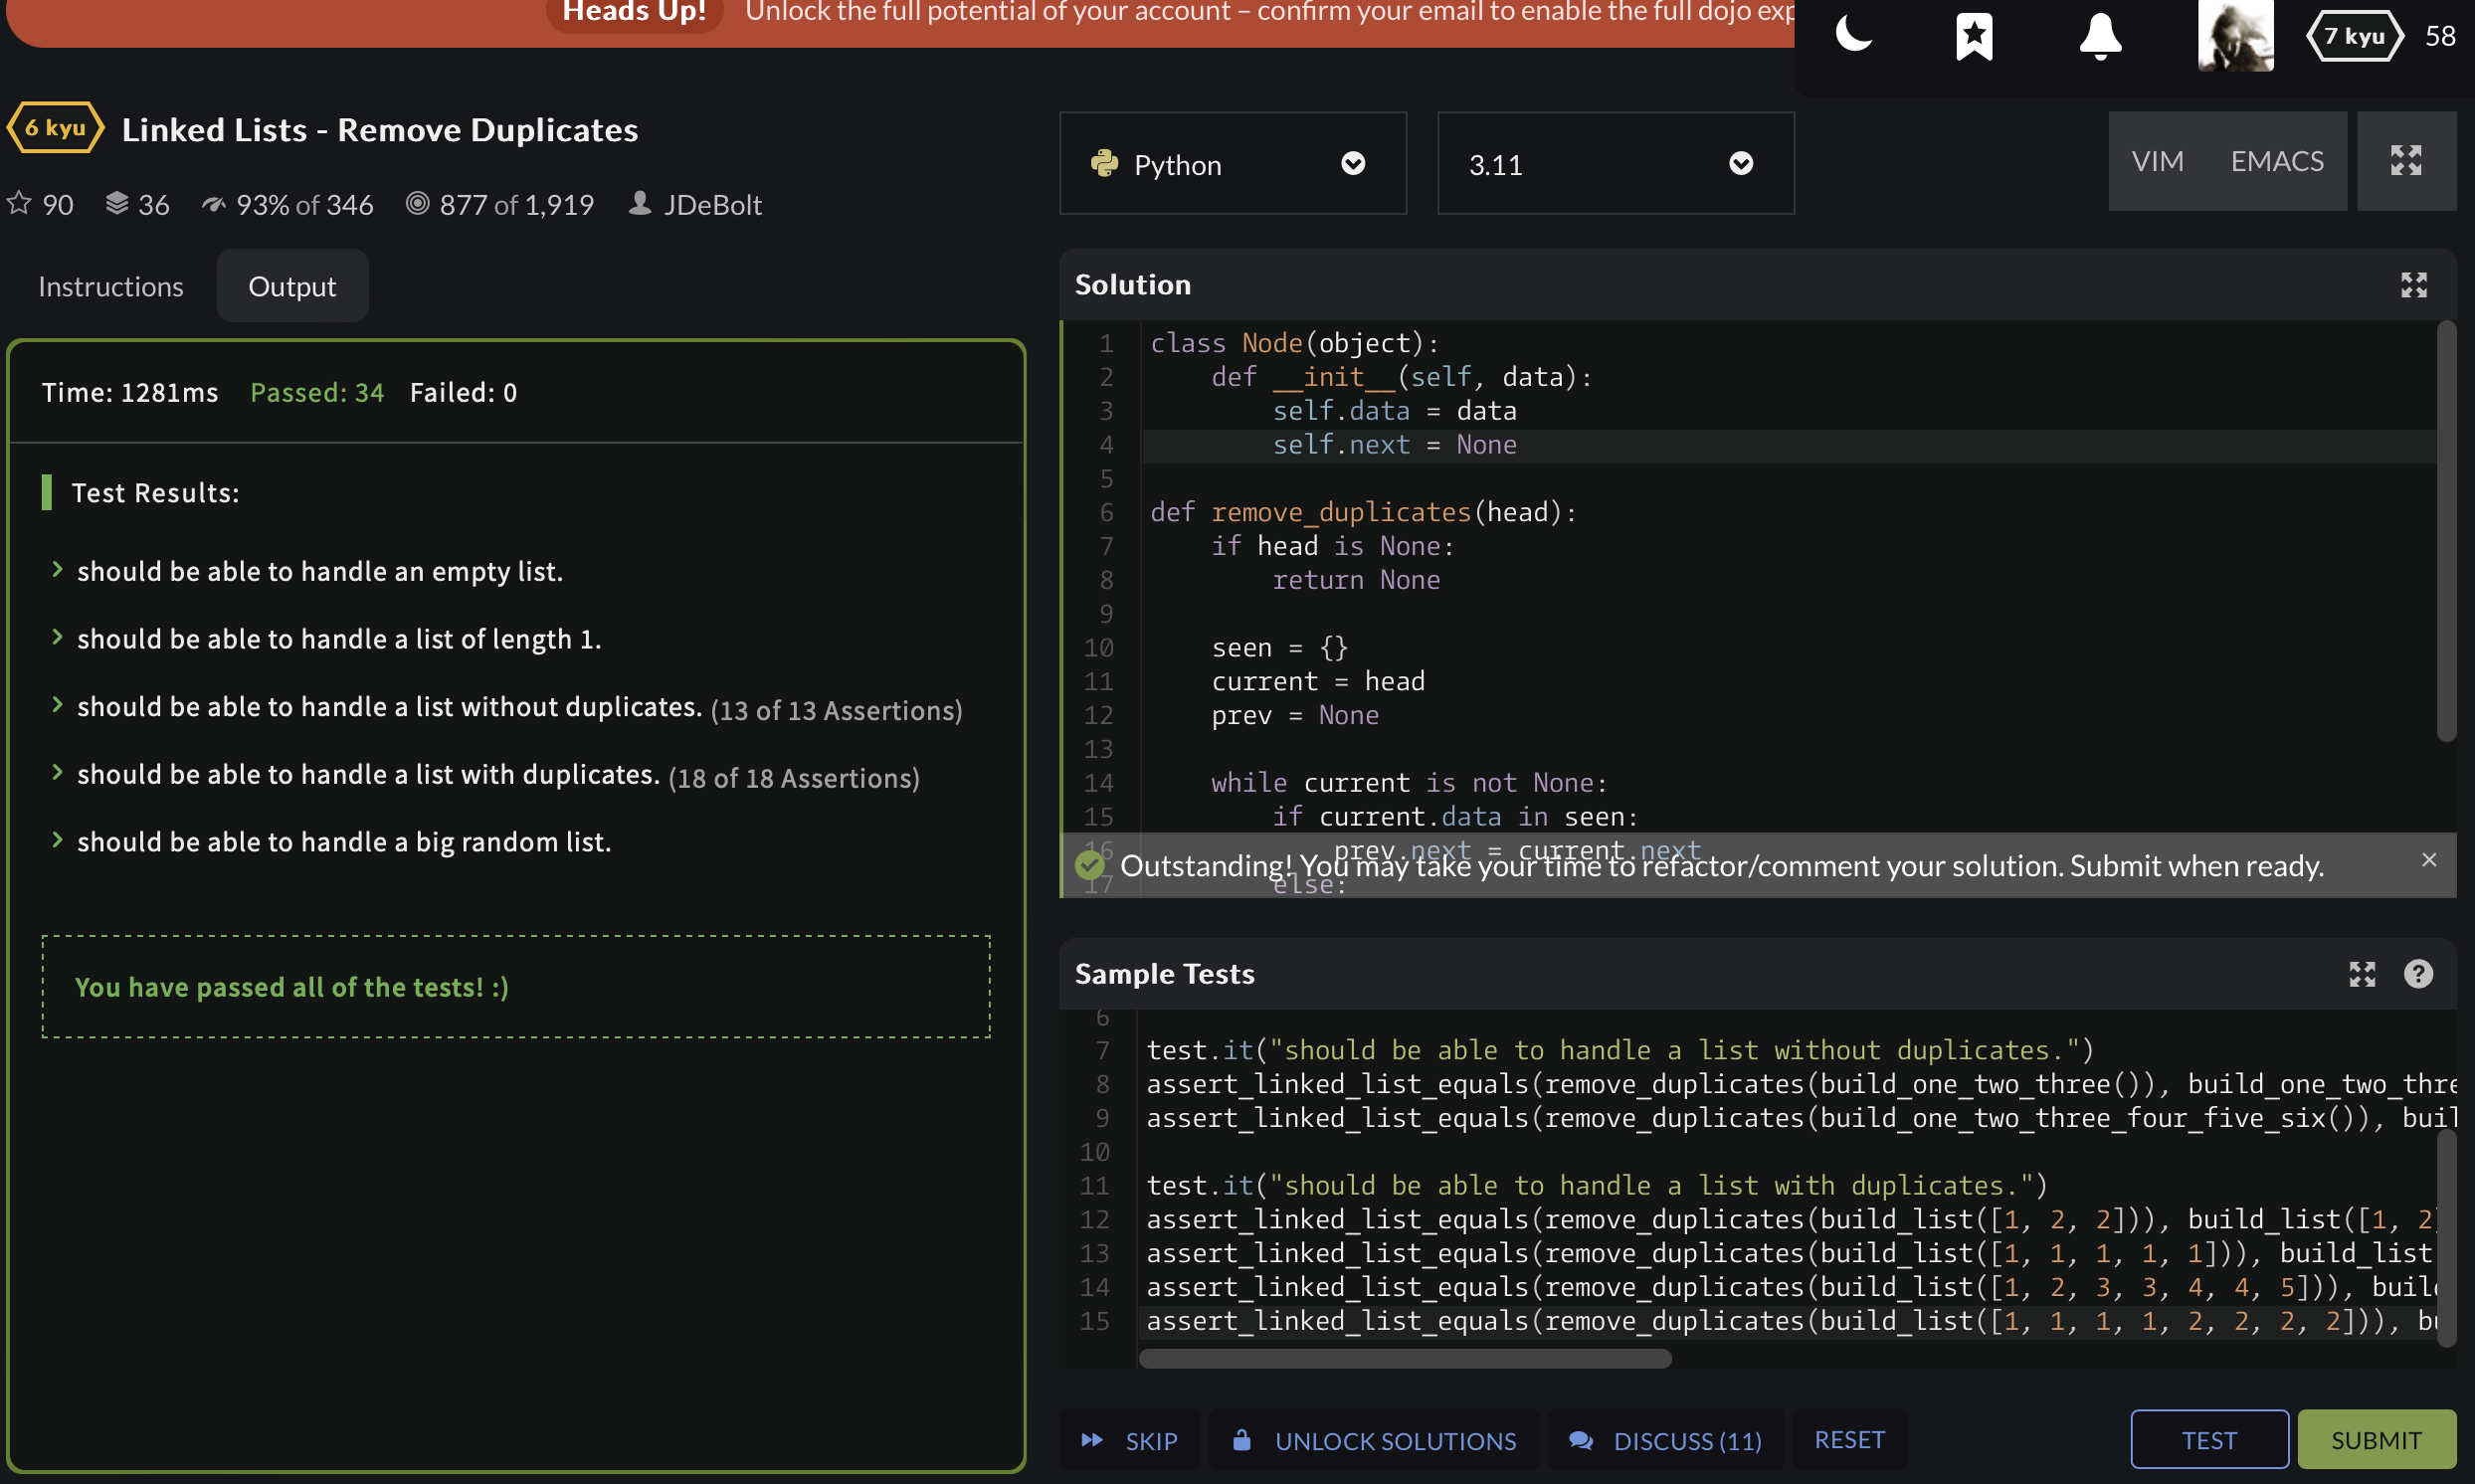 Heads Up! Unlock the full potential of your account – confirm your email to enable the full dojo exp
7 kyu 58
6 kyu Linked Lists - Remove Duplicates
90 36 93% of 346 877 of 1,919 JDeBolt
Instructions Output
Time: 1281ms Passed: 34 Failed: 0
Test Results:
should be able to handle an empty list.
should be able to handle a list of length 1.
should be able to handle a list without duplicates. (13 of 13 Assertions)
should be able to handle a list with duplicates. (18 of 18 Assertions)
should be able to handle a big random list.
You have passed all of the tests! :)
Python 3.11 VIM EMACS
Solution
1 class Node(object):
2 def __init__(self, data):
3 self.data = data
4 self.next = None
5
6 def remove_duplicates(head):
7 if head is None:
8 return None
9
10 seen = {}
11 current = head
12 prev = None
13
14 while current is not None:
15 if current.data in seen:
16 prev.next = current.next
Outstanding! You may take your time to refactor/comment your solution. Submit when ready. ×
17 else:
Sample Tests ?
6
7 test.it("should be able to handle a list without duplicates.")
8 assert_linked_list_equals(remove_duplicates(build_one_two_three()), build_one_two_thre
9 assert_linked_list_equals(remove_duplicates(build_one_two_three_four_five_six()), buil
10
11 test.it("should be able to handle a list with duplicates.")
12 assert_linked_list_equals(remove_duplicates(build_list([1, 2, 2])), build_list([1, 2]
13 assert_linked_list_equals(remove_duplicates(build_list([1, 1, 1, 1, 1])), build_list
14 assert_linked_list_equals(remove_duplicates(build_list([1, 2, 3, 3, 4, 4, 5])), buil
15 assert_linked_list_equals(remove_duplicates(build_list([1, 1, 1, 1, 2, 2, 2, 2])), bu
SKIP UNLOCK SOLUTIONS DISCUSS (11) RESET TEST SUBMIT